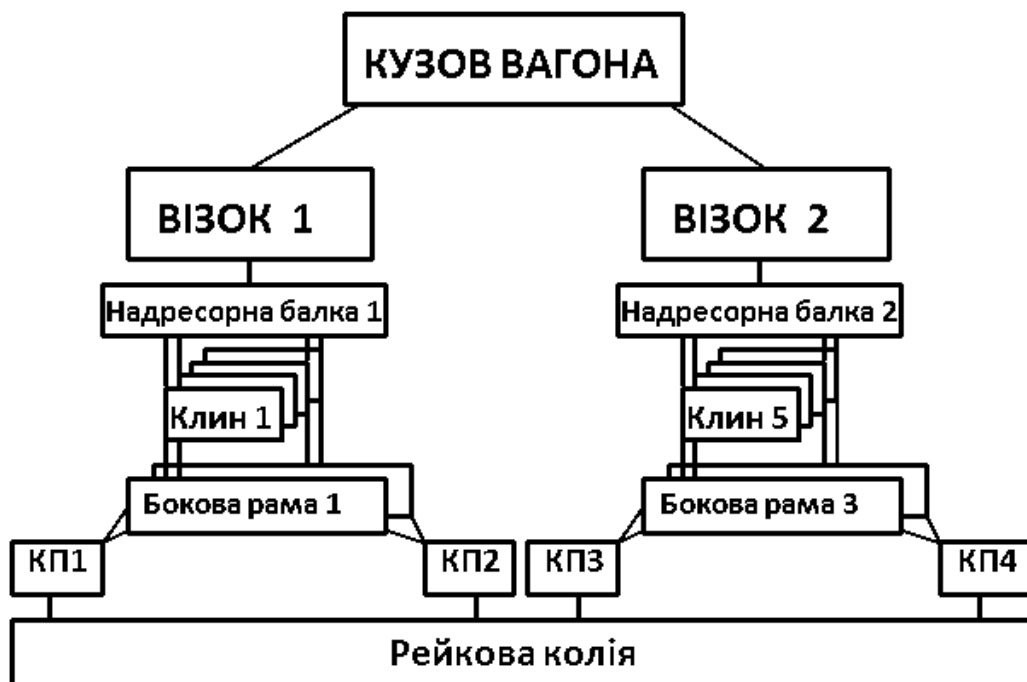 КУЗОВ ВАГОНА
ВІЗОК 1
ВІЗОК 2
Надресорна балка 1
Надресорна балка 2
Клин 1
Клин 5
Бокова рама 1
Бокова рама 3
КП1
КП2
КП3
КП4
Рейкова колія